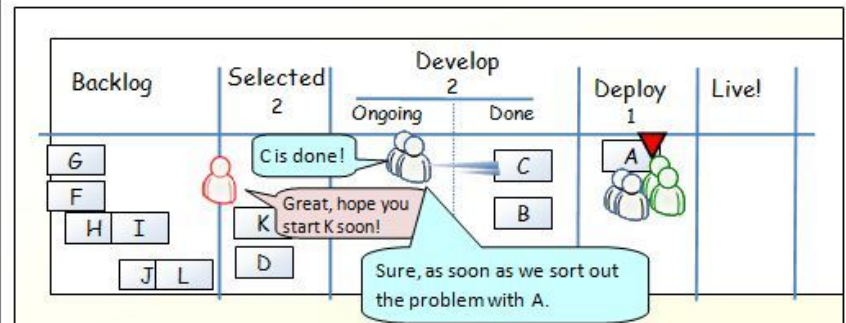 Backlog
Selected
2
Develop
2
Ongoing
Done
Deploy
1
Live!
G
F
H
I
J
L
C is done!
Great, hope you
start K soon!
K
D
C
B
A
Sure, as soon as we sort out
the problem with A.